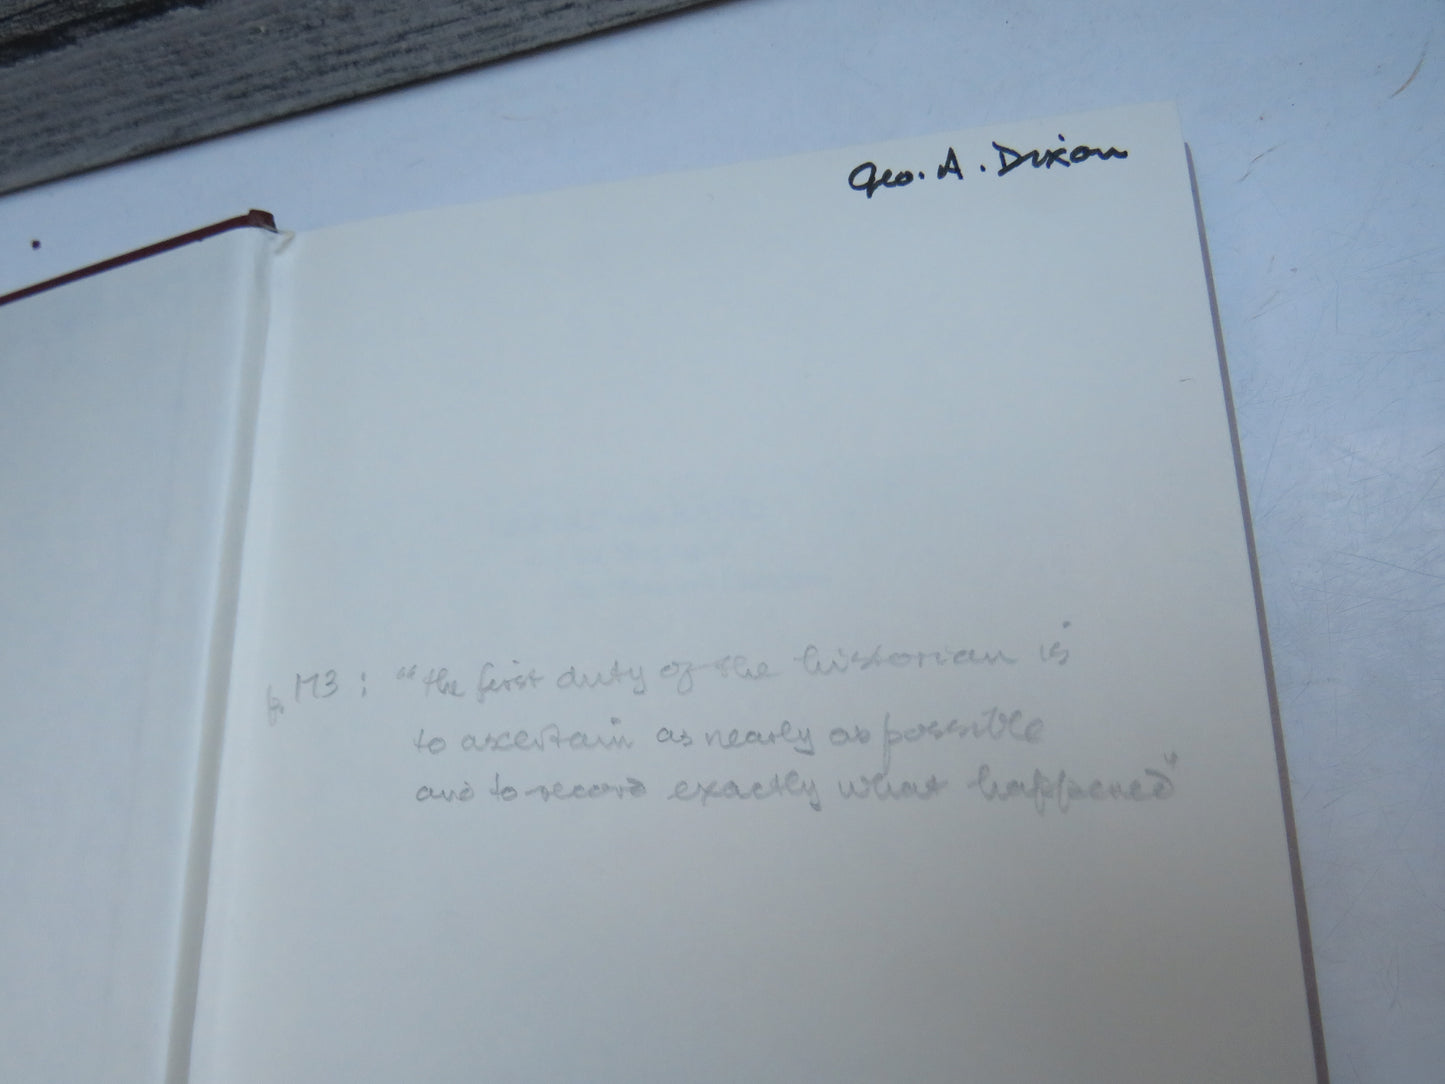 Geo. A. Dixon
p. 173 : "the first duty of the historian is
to ascertain as nearly as possible
and to record exactly what happened"